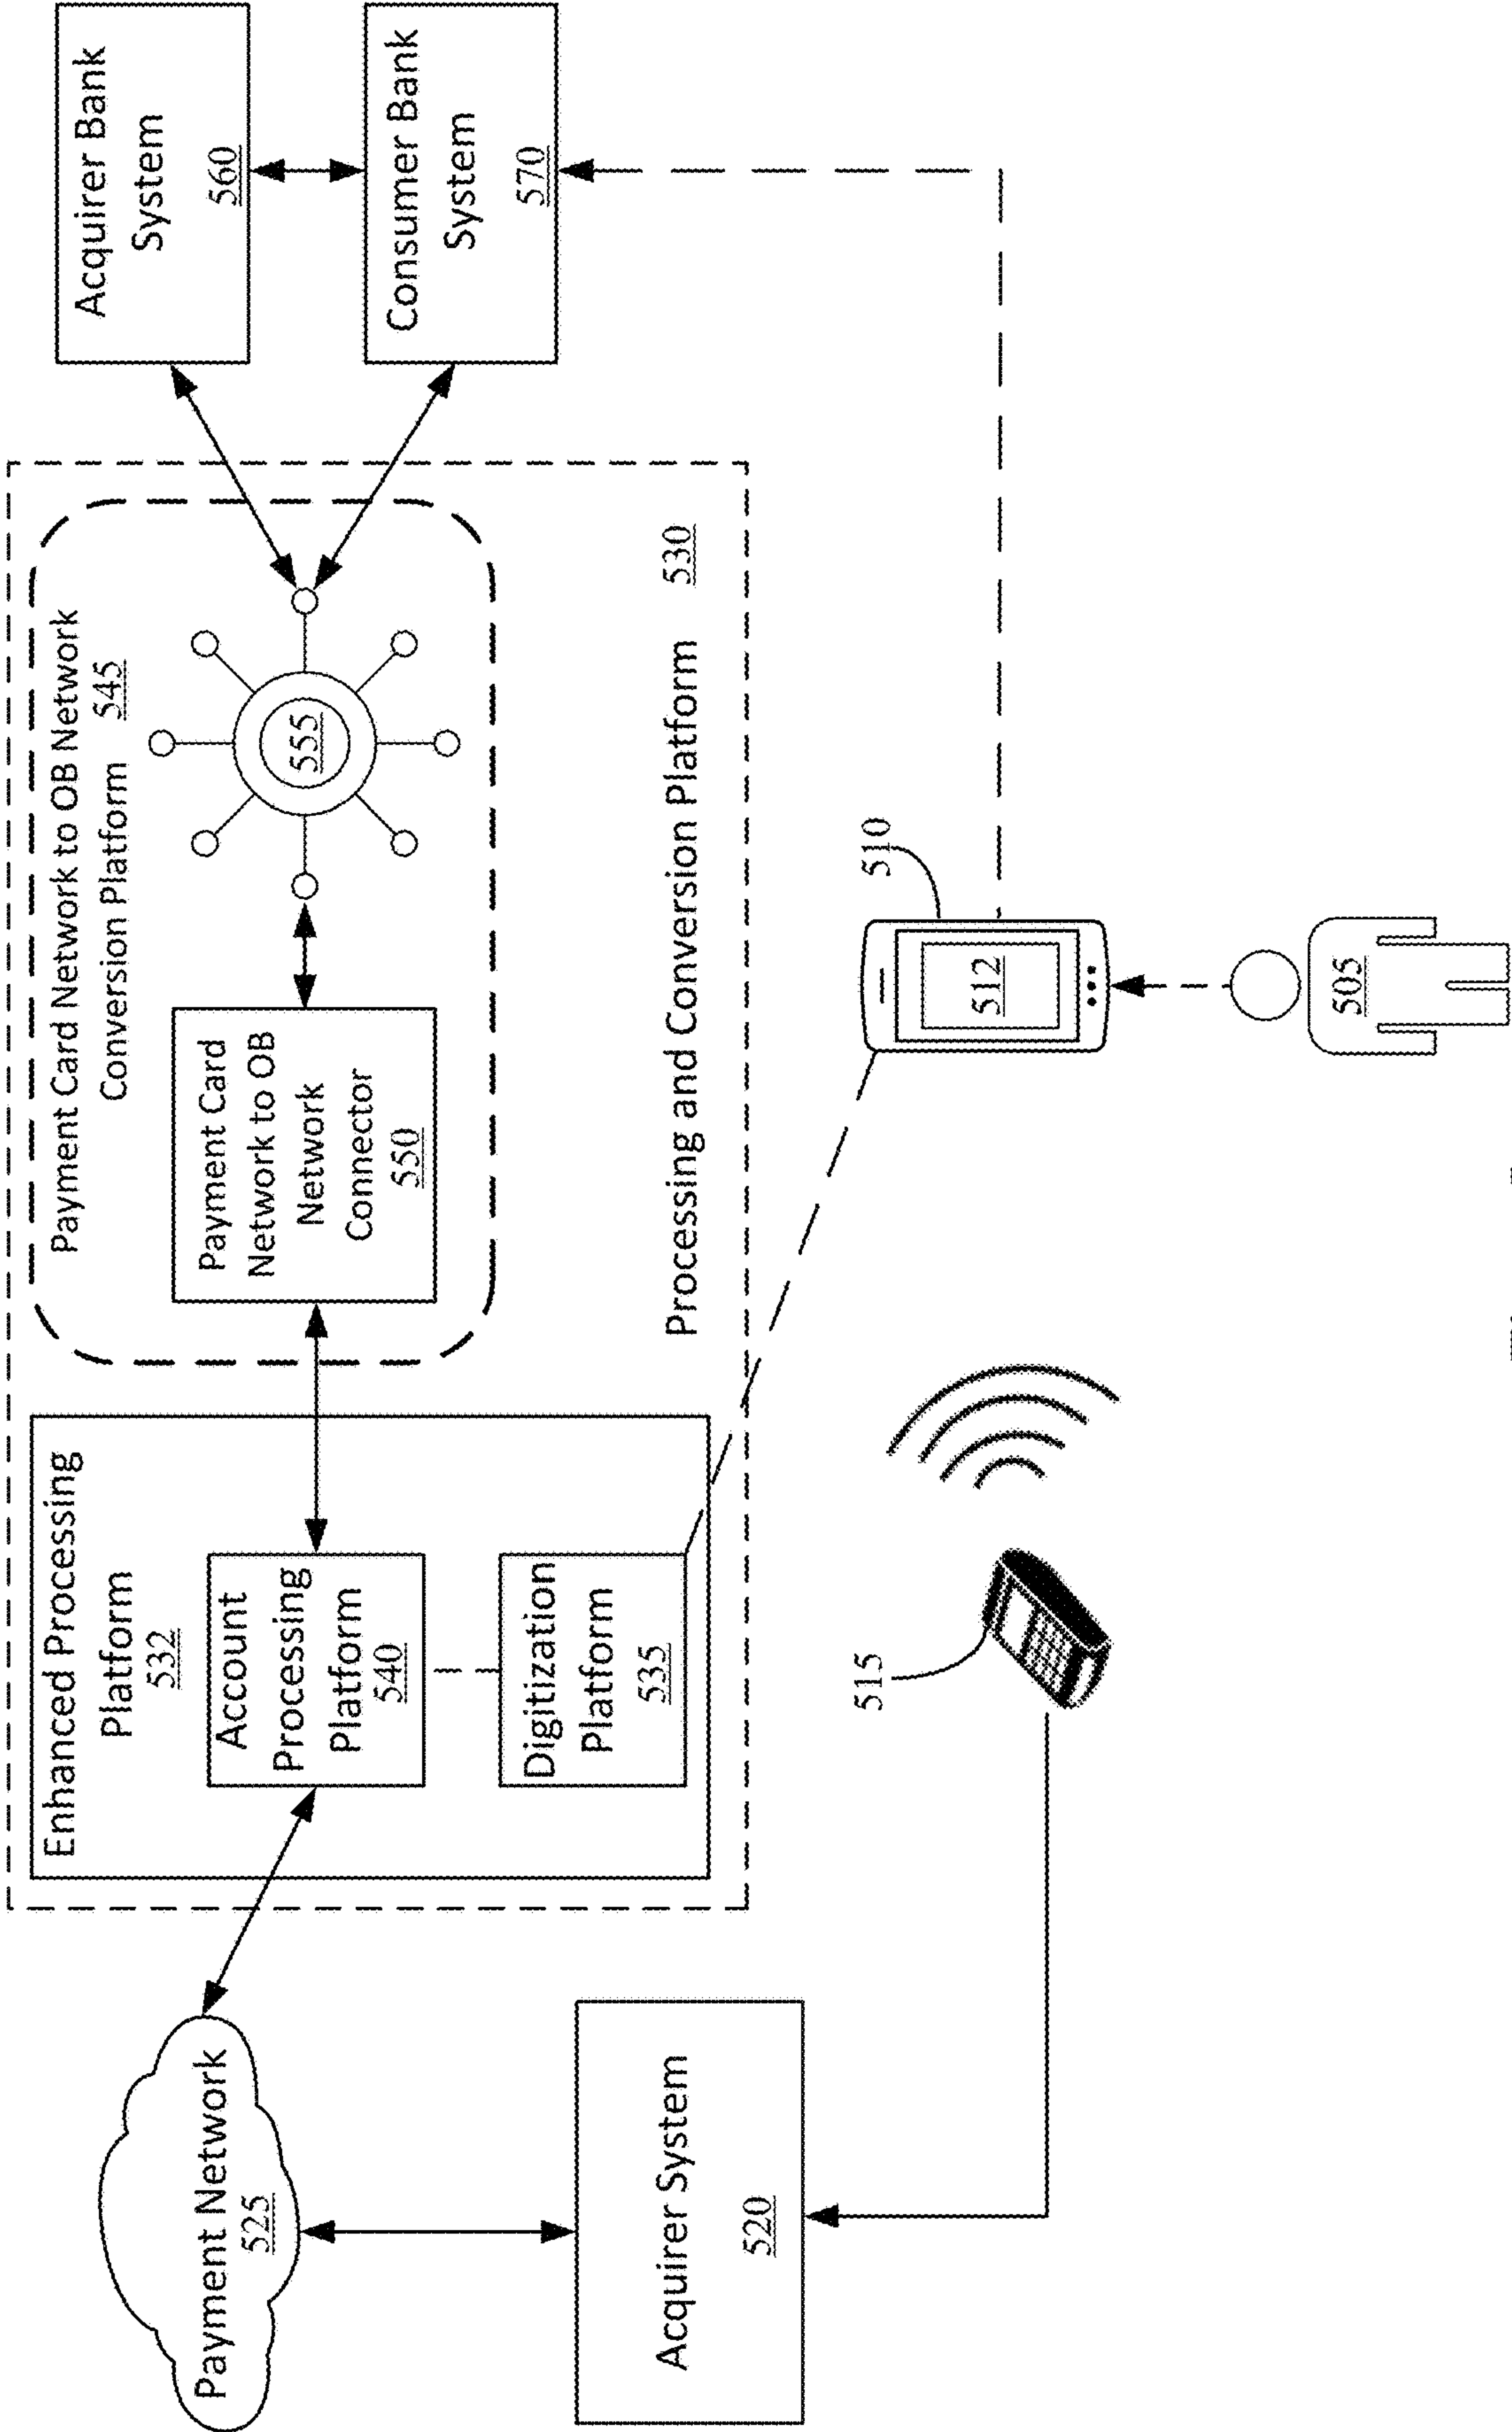 Payment Network
525
Acquirer System
520
Enhanced Processing
Platform
532
Account
Processing
Platform
540
Digitization
Platform
535
515
Payment Card Network to OB Network
Conversion Platform 545
Payment Card
Network to OB
Network
Connector
550
555
Processing and Conversion Platform 530
510
512
505
Acquirer Bank
System
560
Consumer Bank
System
570